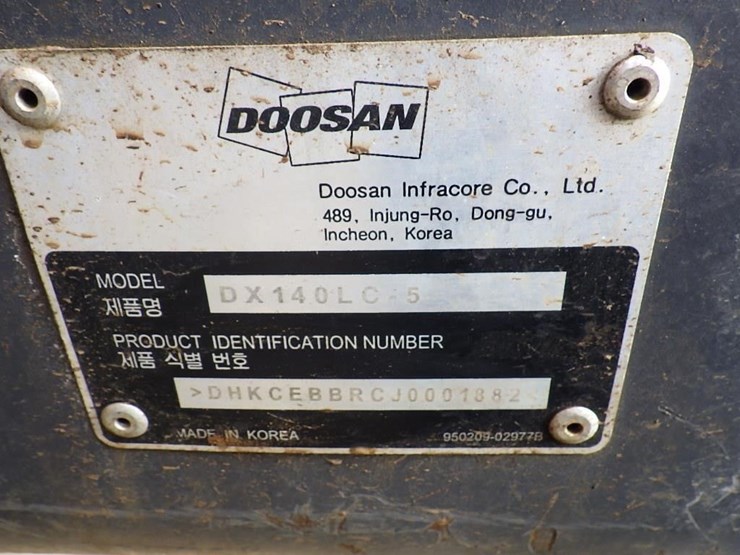 DOOSAN
Doosan Infracore Co., Ltd.
489, Injung-Ro, Dong-gu,
Incheon, Korea
MODEL DX140LC-5
제품명
PRODUCT IDENTIFICATION NUMBER
제품 식별 번호
>DHKCEBBRCJ0001882<
MADE IN KOREA 950209-02977B